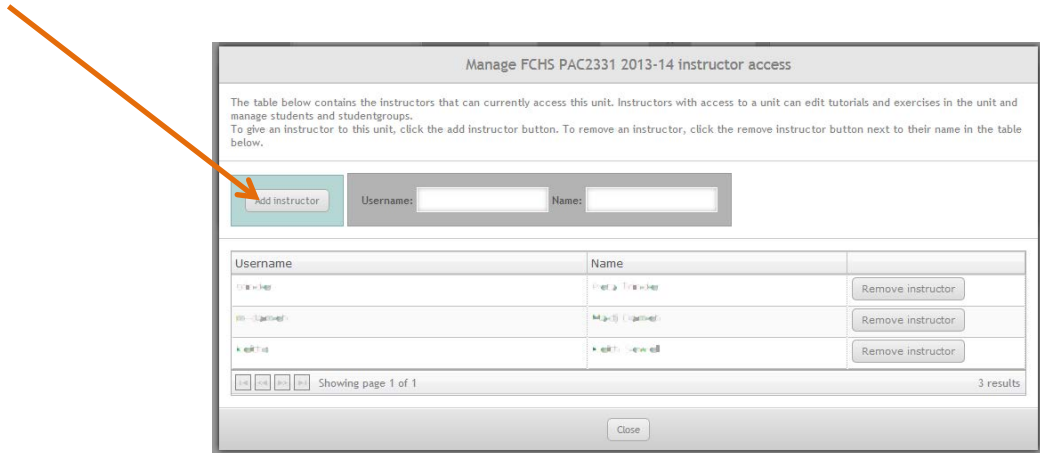 Manage FCHS PAC2331 2013-14 instructor access
The table below contains the instructors that can currently access this unit. Instructors with access to a unit can edit tutorials and exercises in the unit and
manage students and studentgroups.
To give an instructor to this unit, click the add instructor button. To remove an instructor, click the remove instructor button next to their name in the table
below.
Add instructor Username: Name:
Username Name
Remove instructor
Remove instructor
Remove instructor
Showing page 1 of 1 3 results
Close